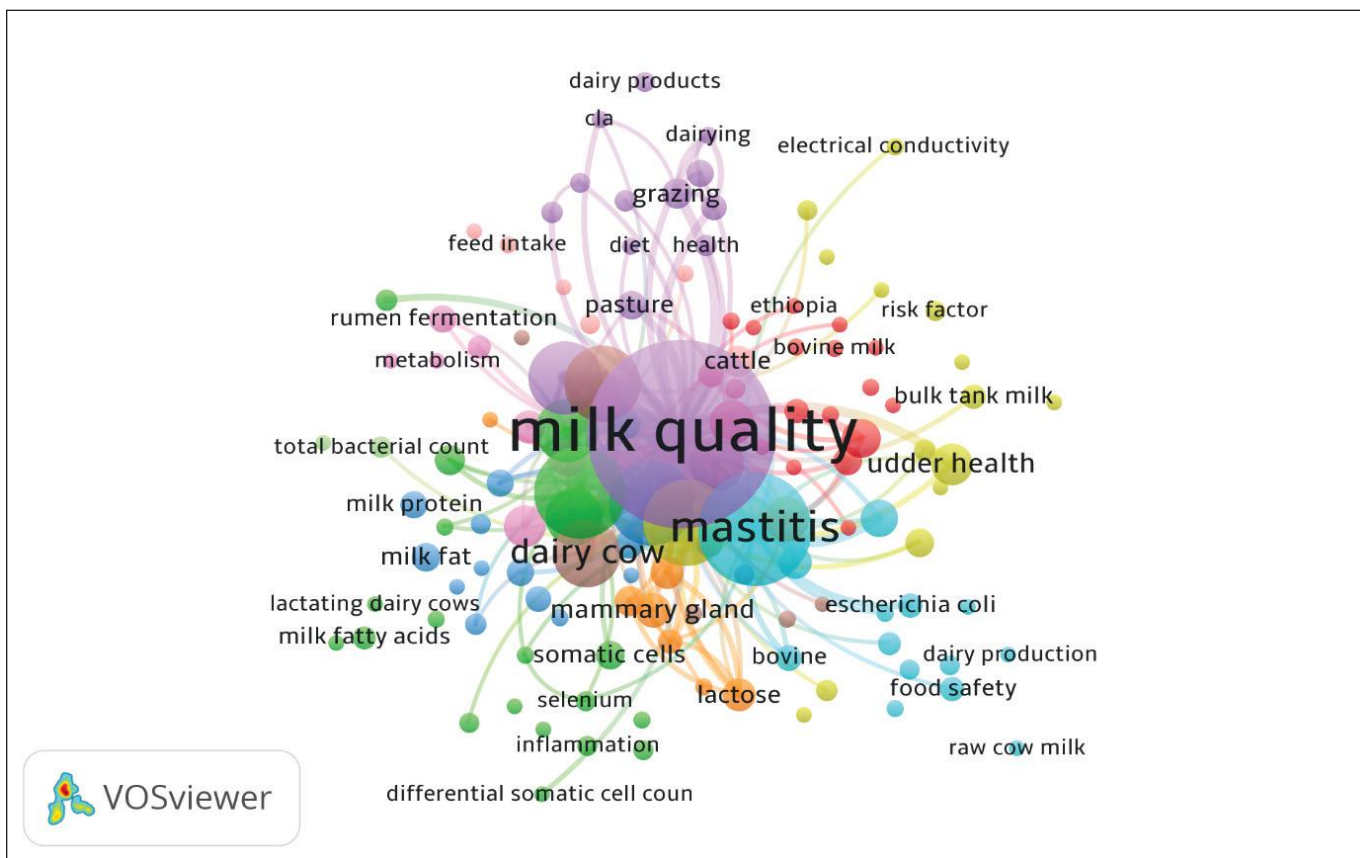 dairy products
cla
dairying
electrical conductivity
grazing
feed intake
diet
health
pasture
ethiopia
risk factor
rumen fermentation
bovine milk
metabolism
cattle
bulk tank milk
milk quality
total bacterial count
udder health
milk protein
mastitis
milk fat
dairy cow
lactating dairy cows
mammary gland
escherichia coli
milk fatty acids
somatic cells
bovine
dairy production
selenium
lactose
food safety
inflammation
raw cow milk
differential somatic cell coun
VOSviewer